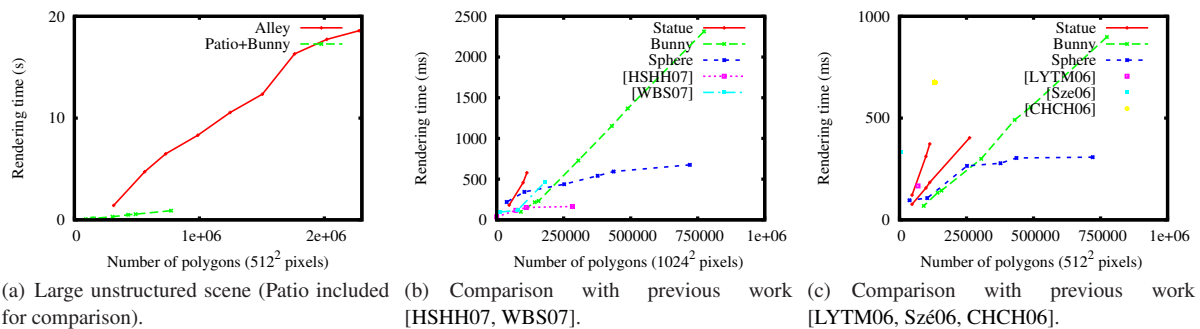 20
10
0
0
1e+06
2e+06
Rendering time (s)
Number of polygons (512² pixels)
Alley
Patio+Bunny
(a) Large unstructured scene (Patio included
for comparison).
2500
2000
1500
1000
500
0
0
250000
500000
750000
1e+06
Rendering time (ms)
Number of polygons (1024² pixels)
Statue
Bunny
Sphere
[HSHH07]
[WBS07]
(b) Comparison with previous work
[HSHH07, WBS07].
1000
500
0
0
250000
500000
750000
1e+06
Rendering time (ms)
Number of polygons (512² pixels)
Statue
Bunny
Sphere
[LYTM06]
[Sze06]
[CHCH06]
(c) Comparison with previous work
[LYTM06, Szé06, CHCH06].